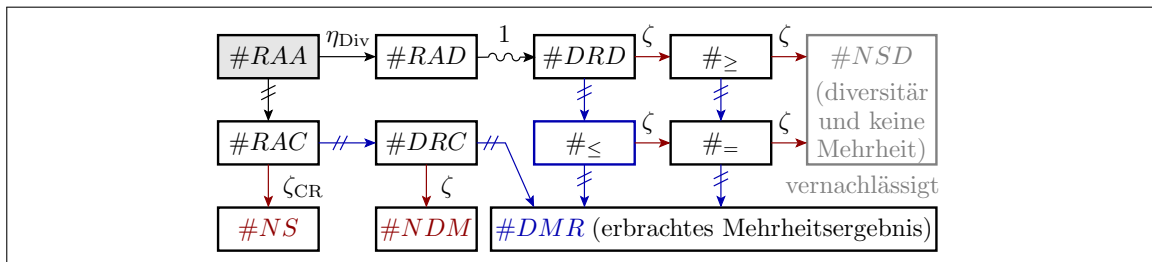 η_Div 1 ζ ζ
#RAA #RAD #DRD #≥ #NSD
(diversitär
und keine
Mehrheit)
ζ ζ
#RAC #DRC #≤ #=
ζ_CR ζ vernachlässigt
#NS #NDM #DMR (erbrachtes Mehrheitsergebnis)